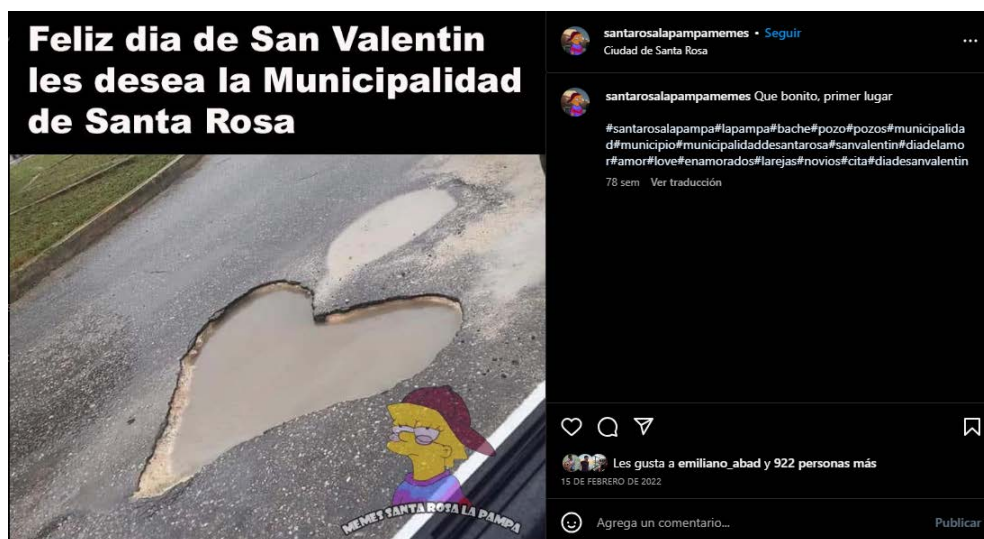 Feliz dia de San Valentin
les desea la Municipalidad
de Santa Rosa
MEMES SANTA ROSA LA PAMPA
santarosalapampamemes • Seguir
Ciudad de Santa Rosa
santarosalapampamemes Que bonito, primer lugar
#santarosalapampa#lapampa#bache#pozo#pozos#municipalida
d#municipio#municipalidaddesantarosa#sanvalentin#diadelamo
r#amor#love#enamorados#larejas#novios#cita#diadesanvalentin
78 sem Ver traducción
Les gusta a emiliano_abad y 922 personas más
15 DE FEBRERO DE 2022
Agrega un comentario...
Publicar